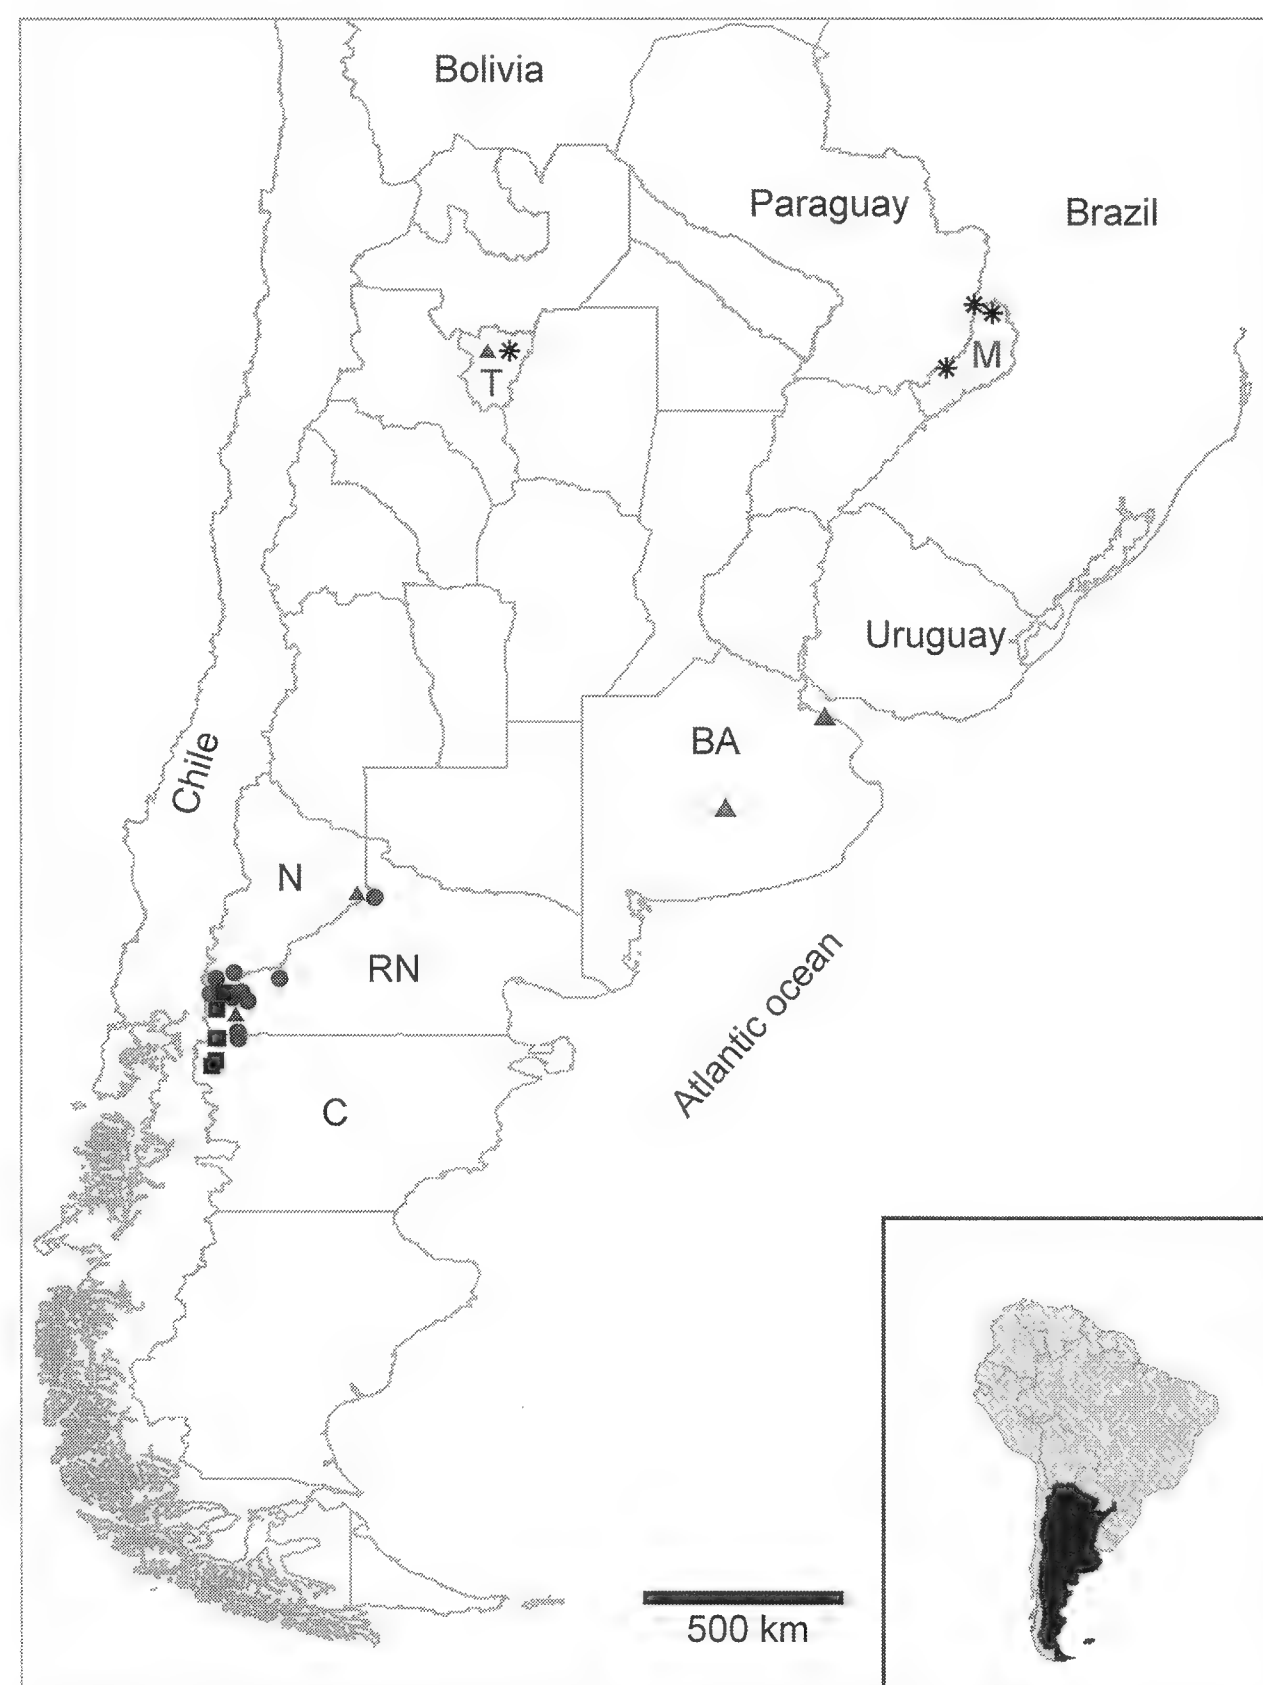 Bolivia
Paraguay
Brazil
M
T
Uruguay
Chile
BA
N
RN
Atlantic ocean
C
500 km